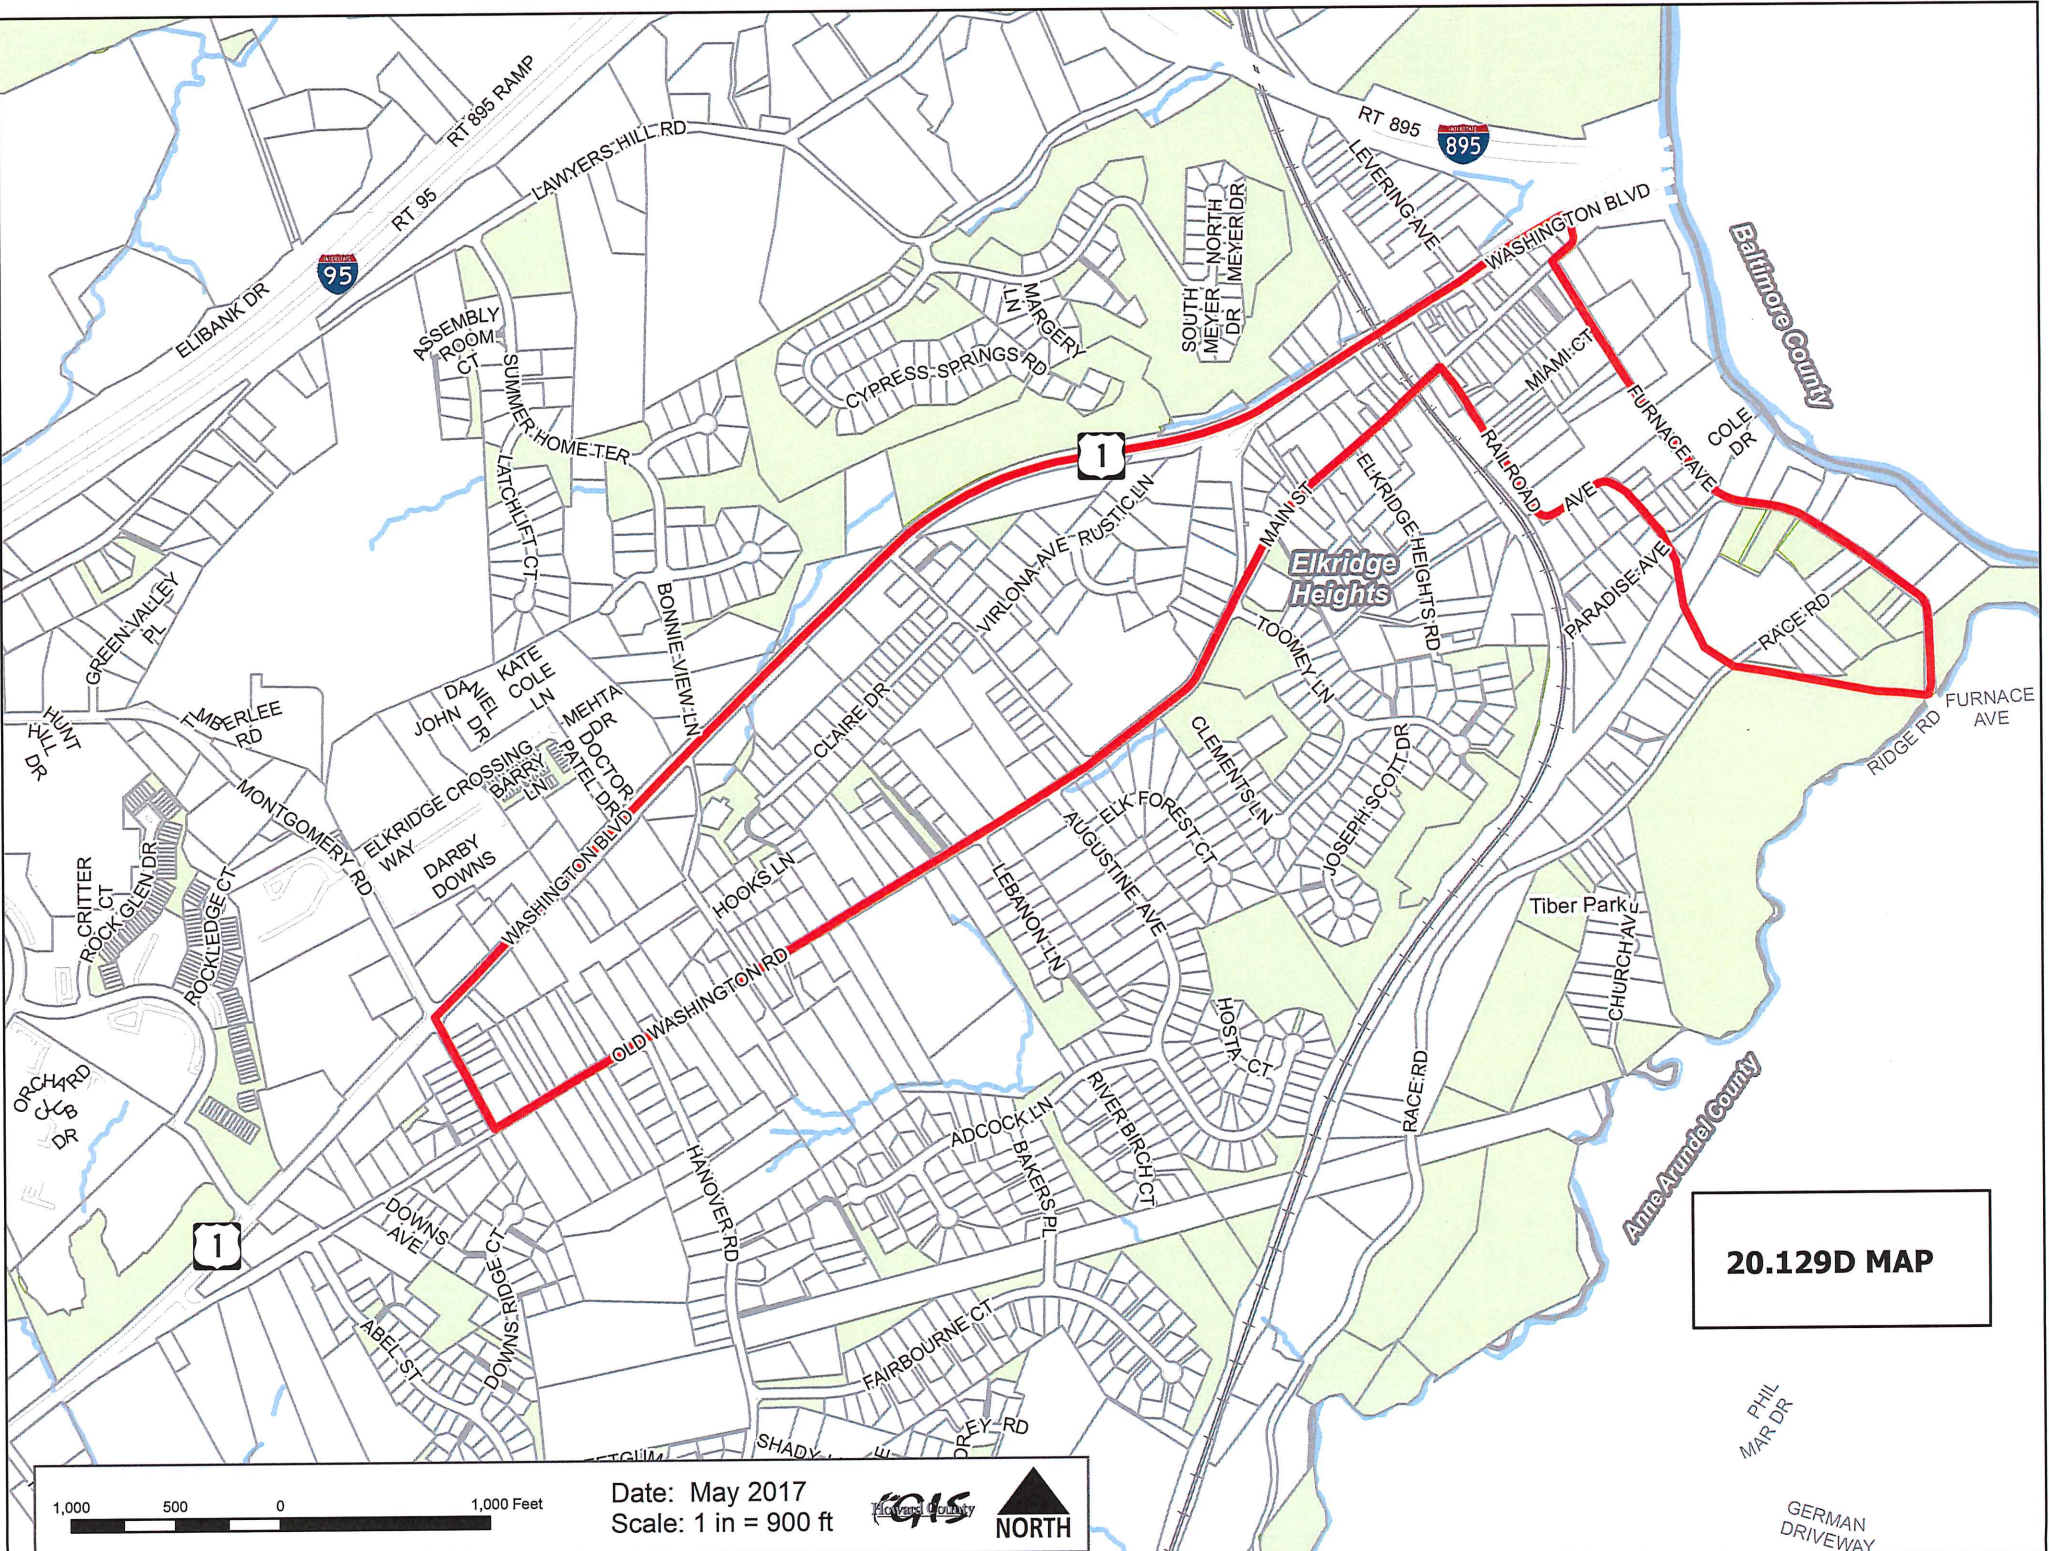 RT 895 RAMP
RT 95
LAWYERS HILL RD
RT 895
INTERSTATE
895
LEVERING AVE
WASHINGTON BLVD
Baltimore County
INTERSTATE
95
ELIBANK DR
ASSEMBLY
ROOM
CT
SUMMER HOME TER
MARGERY
LN
SOUTH
MEYER
DR
NORTH
MEYER DR
CYPRESS SPRINGS RD
MIAMI CT
FURNACE AVE
COLE
DR
1
LATCHLIFT CT
RUSTIC LN
MAIN ST
ELKRIDGE HEIGHTS RD
RAILROAD
AVE
VIRLONA AVE
Elkridge
Heights
GREEN VALLEY
PL
BONNIE VIEW LN
TOOMEY LN
PARADISE AVE
RACE RD
KATE
COLE
LN
JOHN
DANIEL
DR
MEHTA
DR
CLAIRE DR
FURNACE
AVE
RIDGE RD
HUNT
HILL
DR
TIMBERLEE
RD
ELKRIDGE CROSSING
WAY
BARRY
LN
DOCTOR
PATEL DR
CLEMENTS LN
JOSEPH SCOTT DR
MONTGOMERY RD
ELK FOREST CT
AUGUSTINE AVE
WASHINGTON BLVD
DARBY
DOWNS
CRITTER
CT
ROCK GLEN DR
ROCKLEDGE CT
HOOKS LN
LEBANON LN
Tiber Park
CHURCH AV
OLD WASHINGTON RD
HOSTA CT
ORCHARD
CLUB
DR
RACE RD
ADCOCK LN
RIVERBIRCH CT
BAKERS PL
HANOVER RD
Anne Arundel County
DOWNS
AVE
DOWNS RIDGE CT
1
20.129D MAP
ABEL ST
FAIRBOURNE CT
PHIL
MAR DR
EY RD
SHADY
GERMAN
DRIVEWAY
1,000
500
0
1,000 Feet
Date: May 2017
Scale: 1 in = 900 ft
Howard County
GIS
NORTH